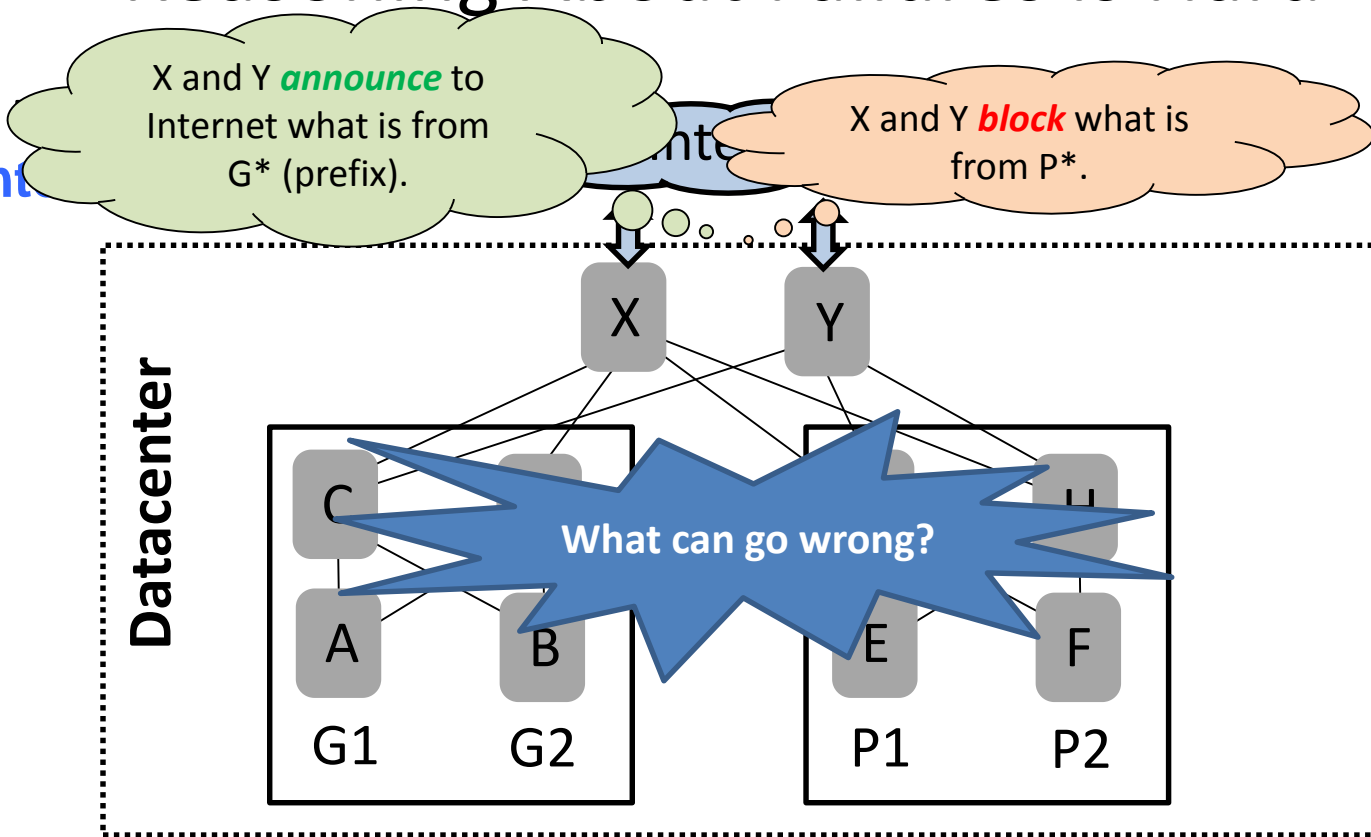 X and Y announce to
Internet what is from
G* (prefix).
X and Y block what is
from P*.
X
Y
Datacenter
C
H
What can go wrong?
A
B
E
F
G1
G2
P1
P2